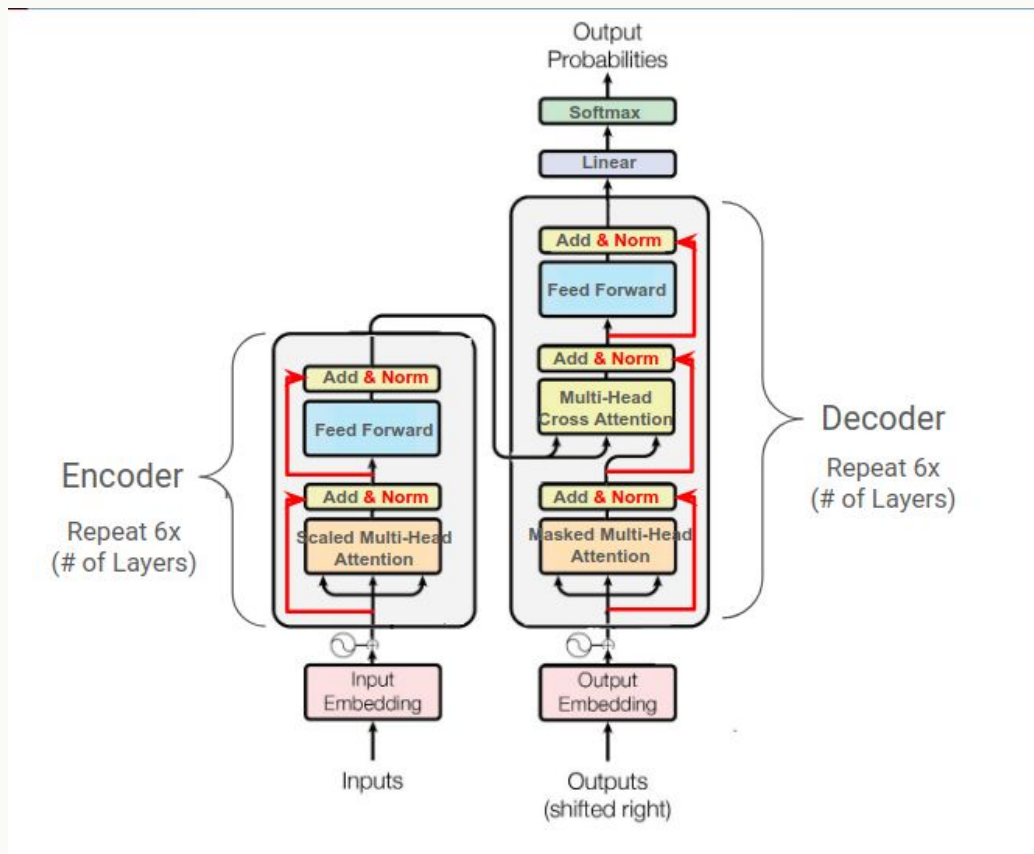 Output
Probabilities
Softmax
Linear
Add & Norm
Feed Forward
Add & Norm
Multi-Head
Cross Attention
Add & Norm
Masked Multi-Head
Attention
Decoder
Repeat 6x
(# of Layers)
Add & Norm
Feed Forward
Add & Norm
Scaled Multi-Head
Attention
Encoder
Repeat 6x
(# of Layers)
Input
Embedding
Output
Embedding
Inputs
Outputs
(shifted right)